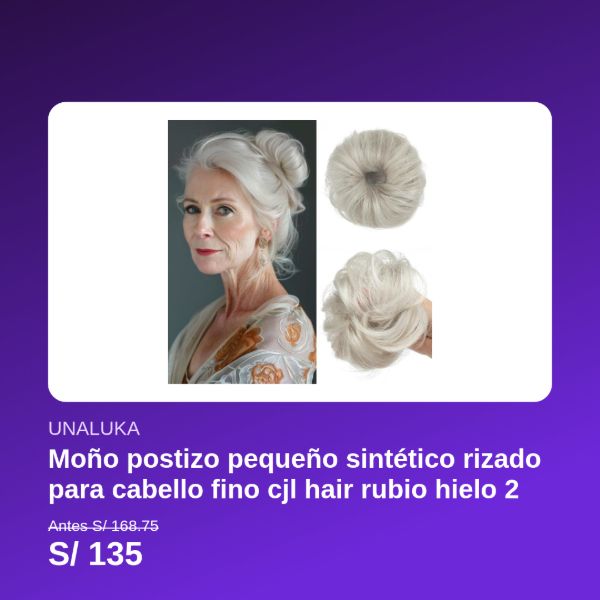 UNALUKA
Moño postizo pequeño sintético rizado
para cabello fino cjl hair rubio hielo 2
Antes S/ 168.75
S/ 135